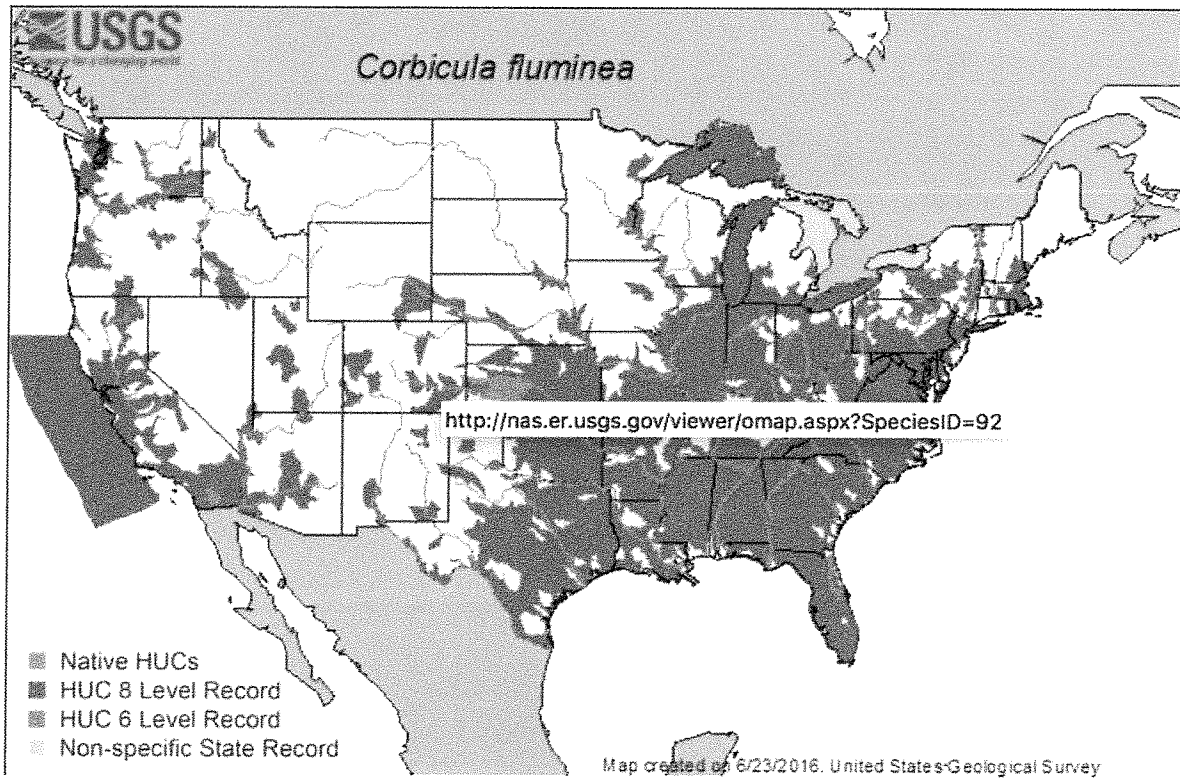 USGS
Corbicula fluminea
http://nas.er.usgs.gov/viewer/omap.aspx?SpeciesID=92
Native HUCs
HUC 8 Level Record
HUC 6 Level Record
Non-specific State Record
Map created on 6/23/2016. United States Geological Survey